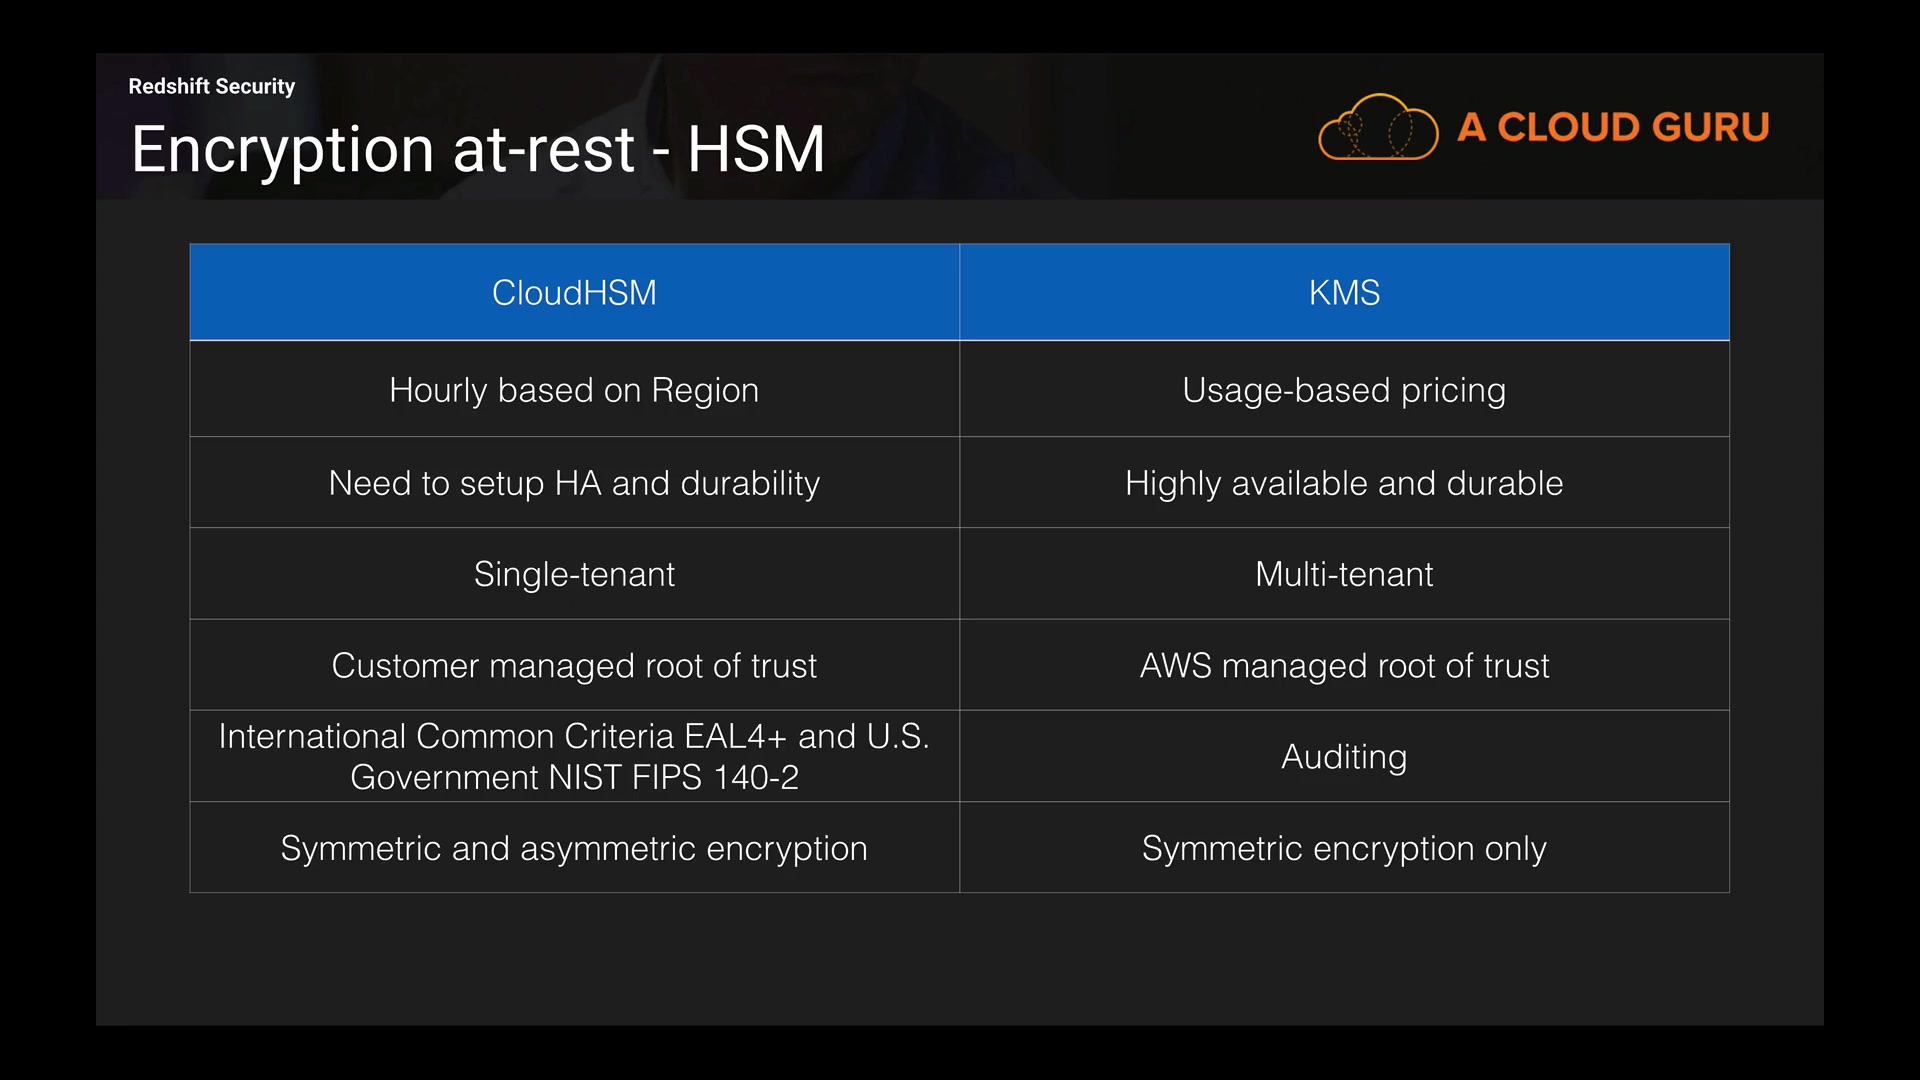 Redshift Security
Encryption at-rest - HSM
A CLOUD GURU
CloudHSM
KMS
Hourly based on Region
Usage-based pricing
Need to setup HA and durability
Highly available and durable
Single-tenant
Multi-tenant
Customer managed root of trust
AWS managed root of trust
International Common Criteria EAL4+ and U.S.
Government NIST FIPS 140-2
Auditing
Symmetric and asymmetric encryption
Symmetric encryption only